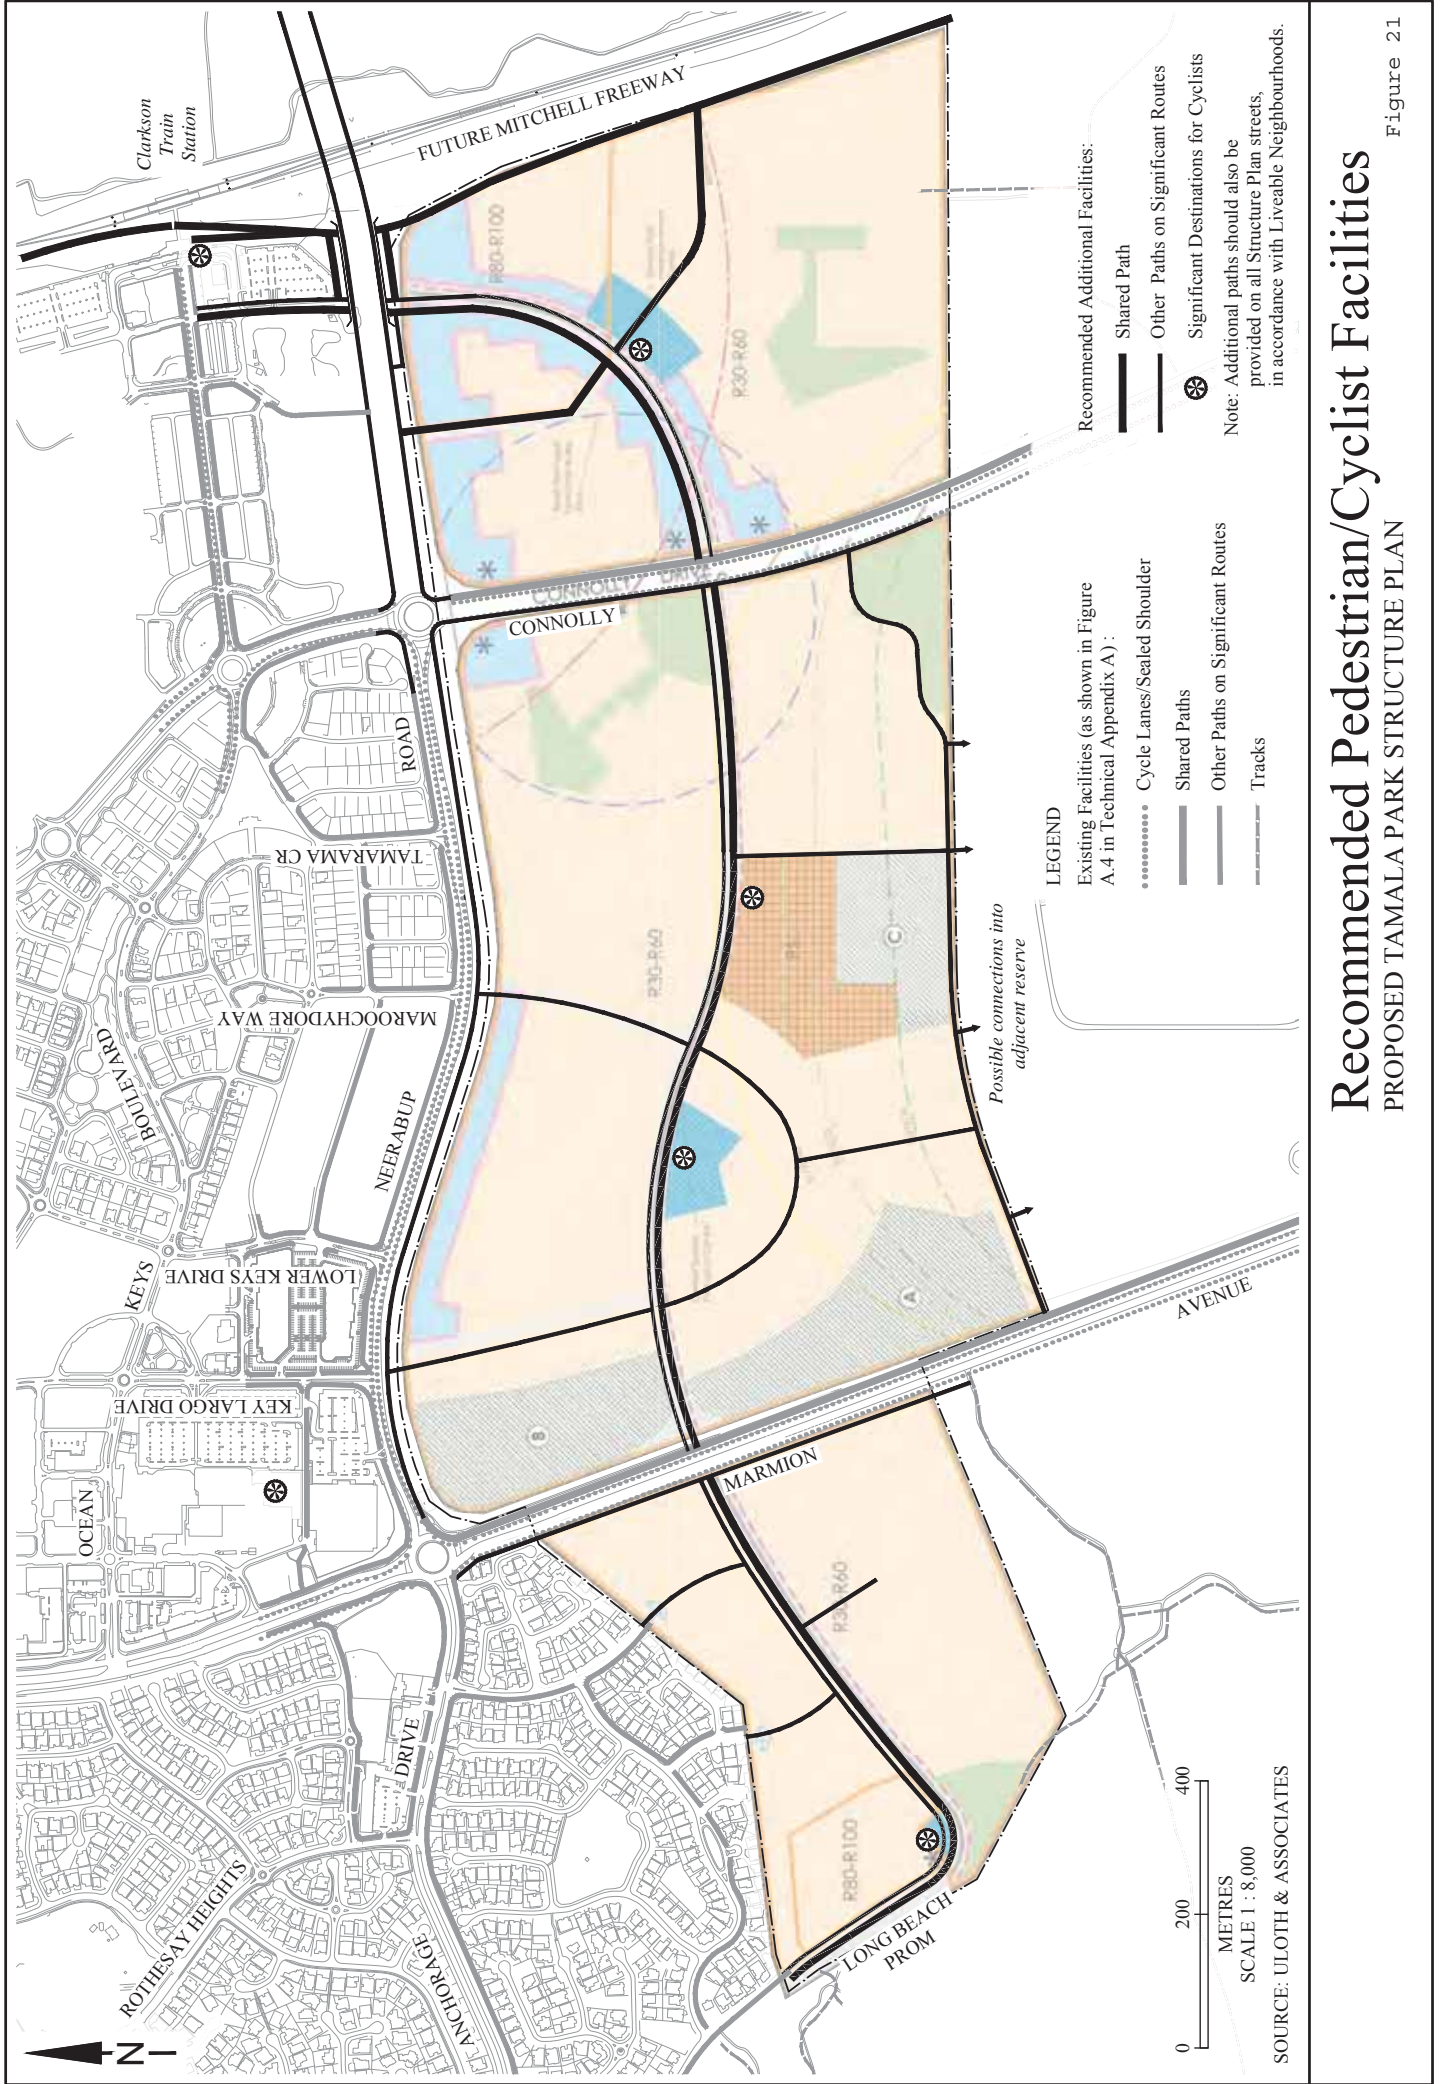 Clarkson
Train
Station
FUTURE MITCHELL FREEWAY
R80-R100
R30-R60
CONNOLLY DRIVE
CONNOLLY
ROAD
TAMARAMA CR
MAROOCHYDORE WAY
BOULEVARD
NEERABUP
KEYS
LOWER KEYS DRIVE
KEY LARGO DRIVE
OCEAN
DRIVE
ROTHESAY HEIGHTS
ANCHORAGE
R30-R60
C
A
B
MARMION
AVENUE
R30-R60
R80-R100
LONG BEACH
PROM
Possible connections into
adjacent reserve
LEGEND
Existing Facilities (as shown in Figure
A.4 in Technical Appendix A) :
Cycle Lanes/Sealed Shoulder
Shared Paths
Other Paths on Significant Routes
Tracks
Recommended Additional Facilities:
Shared Path
Other Paths on Significant Routes
Significant Destinations for Cyclists
Note: Additional paths should also be
provided on all Structure Plan streets,
in accordance with Liveable Neighbourhoods.
N
0 200 400
METRES
SCALE 1 : 8,000
SOURCE: ULOTH & ASSOCIATES
Recommended Pedestrian/Cyclist Facilities
PROPOSED TAMALA PARK STRUCTURE PLAN
Figure 21